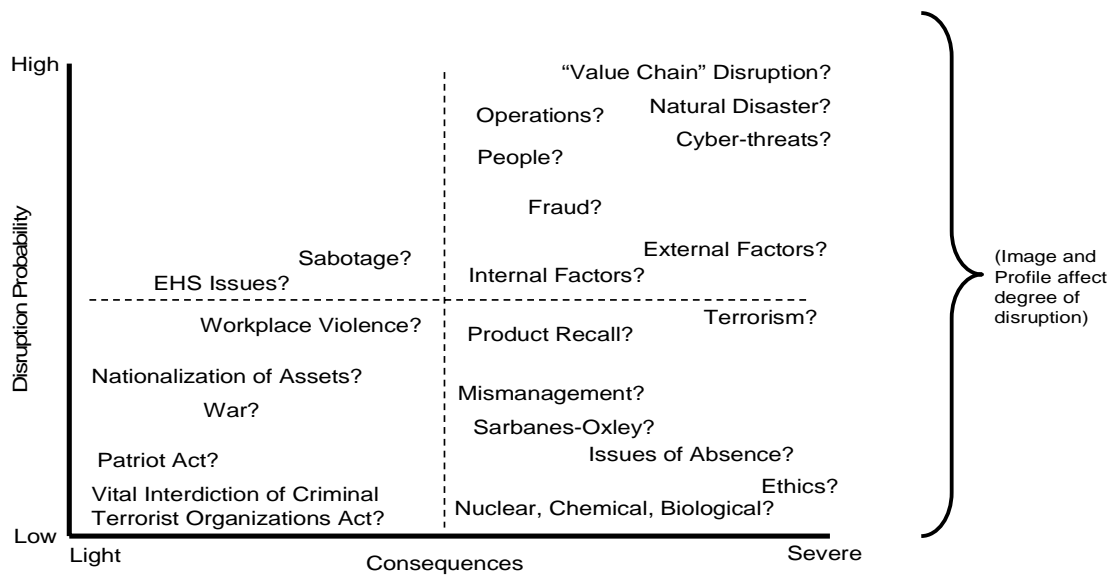 High
“Value Chain” Disruption?
Operations?
Natural Disaster?
Cyber-threats?
People?
Fraud?
External Factors?
Sabotage?
Internal Factors?
EHS Issues?
Disruption Probability
(Image and
Profile affect
degree of
disruption)
Terrorism?
Workplace Violence?
Product Recall?
Nationalization of Assets?
Mismanagement?
War?
Sarbanes-Oxley?
Issues of Absence?
Patriot Act?
Ethics?
Vital Interdiction of Criminal
Terrorist Organizations Act?
Nuclear, Chemical, Biological?
Low
Light
Consequences
Severe